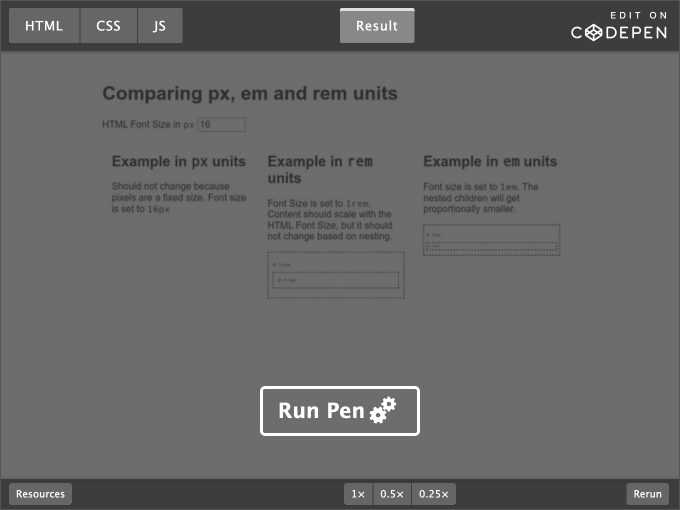 HTML CSS JS
Result
EDIT ON
CODEPEN
Comparing px, em and rem units
HTML Font Size in px 16
Example in px units
Should not change because
pixels are a fixed size. Font size
is set to 16px
Example in rem
units
Font Size is set to 1rem.
Content should scale with the
HTML Font Size, but it should
not change based on nesting.
Example in em units
Font size is set to 1em. The
nested children will get
proportionally smaller.
Run Pen
Resources
1× 0.5× 0.25×
Rerun